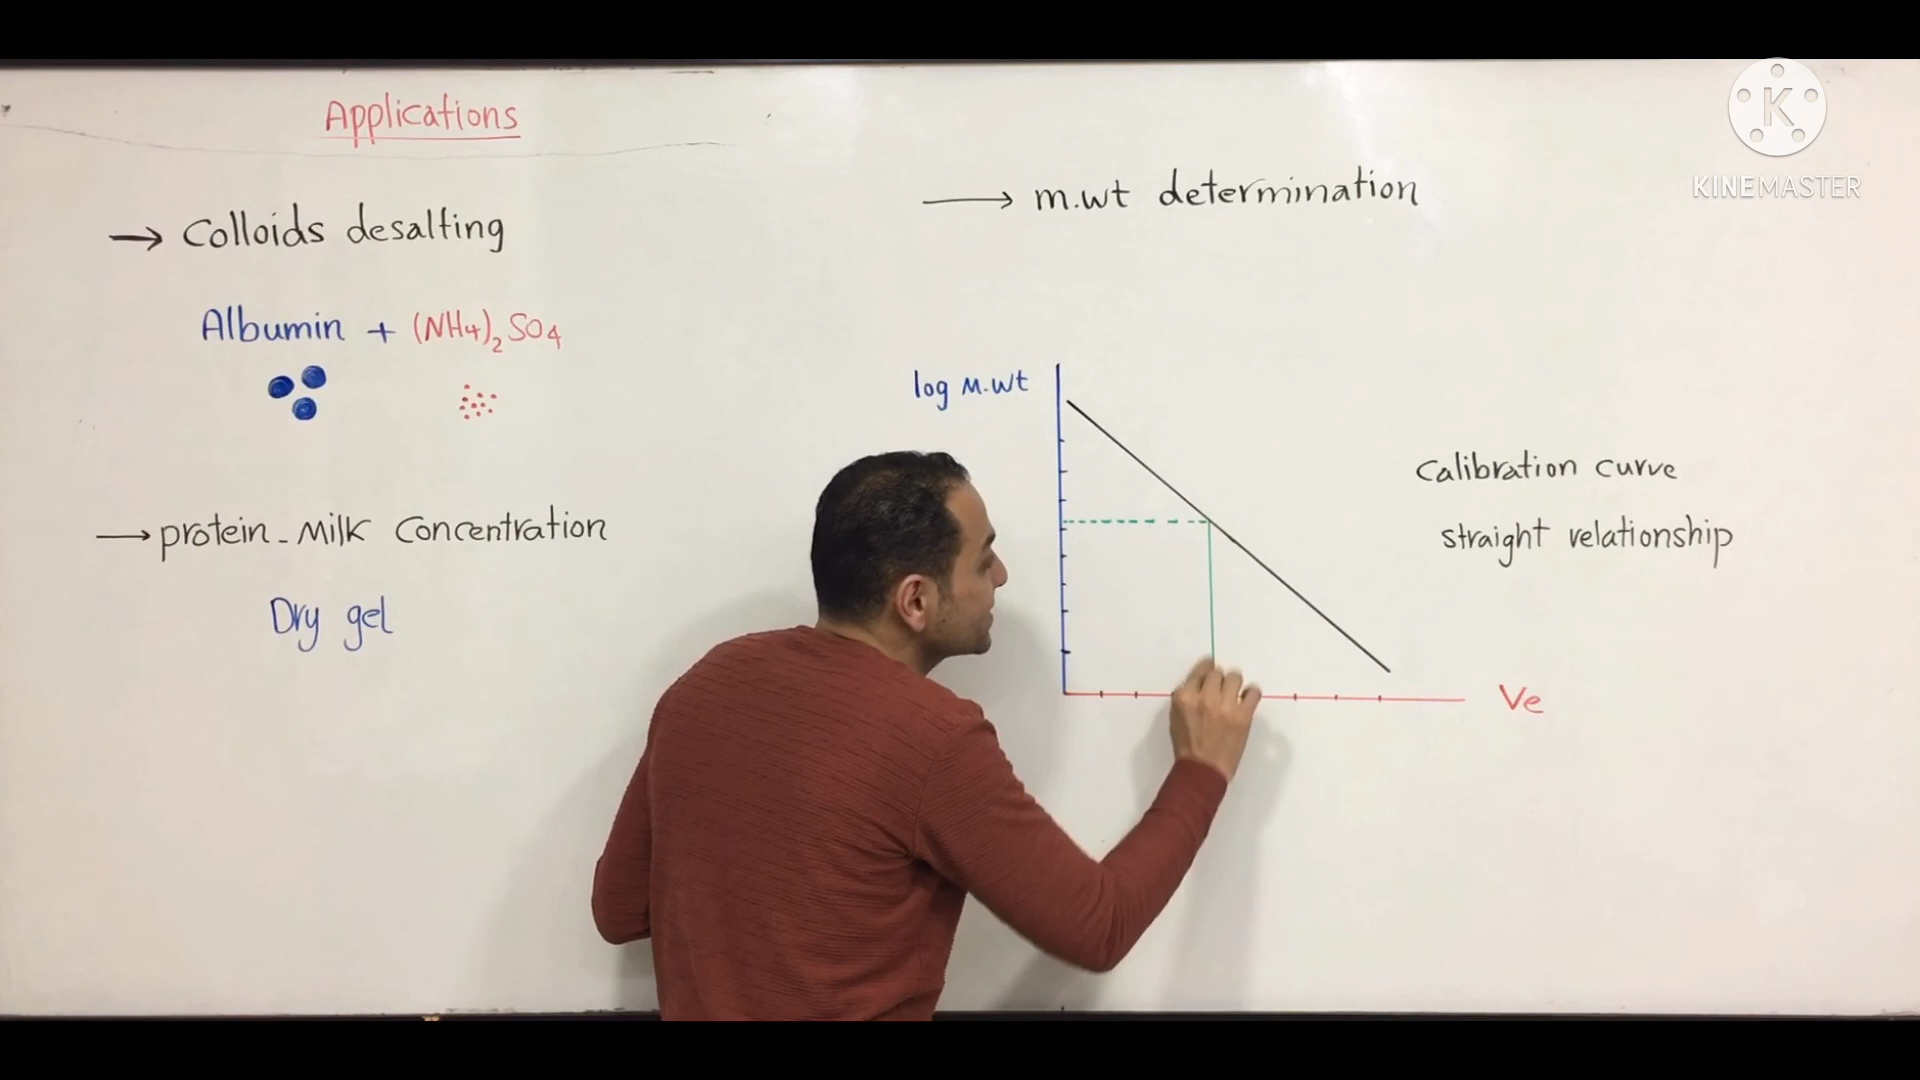 Applications
→ Colloids desalting
Albumin + (NH4)2 SO4
→ protein - Milk Concentration
Dry gel
→ m.wt determination
log M.wt
Calibration curve
straight relationship
Ve
K
KINEMASTER